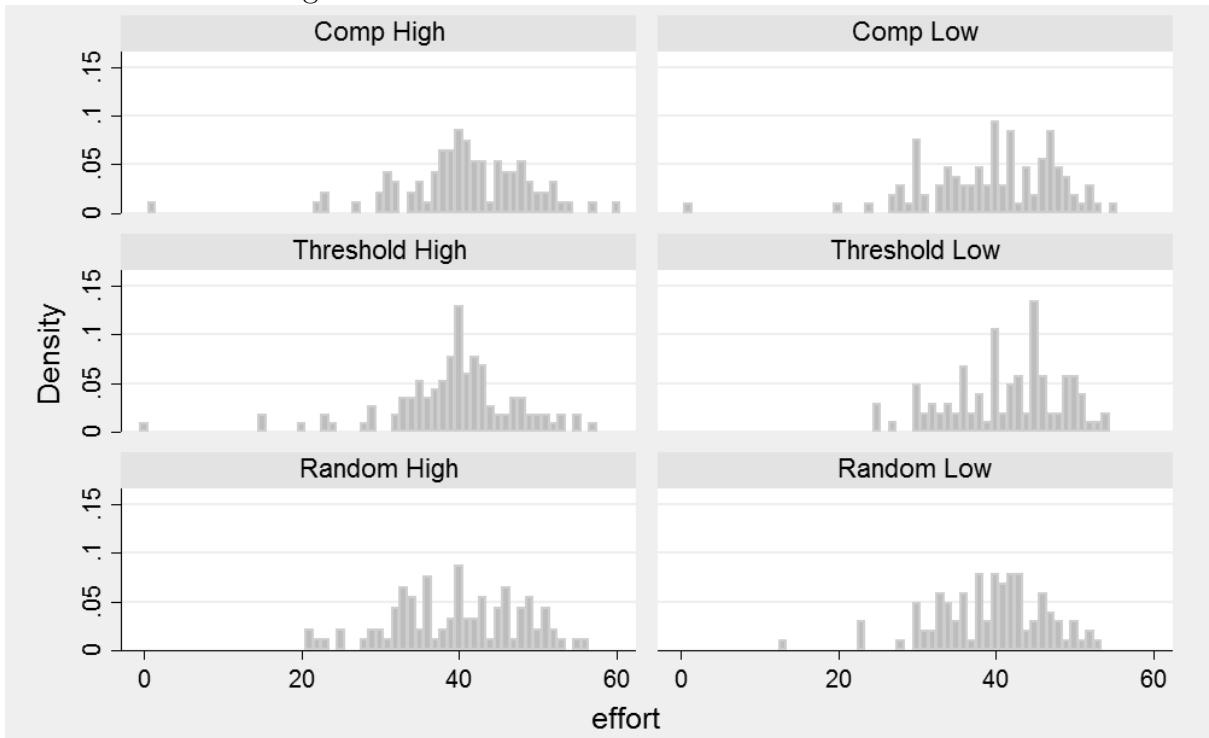 Comp High
Comp Low
.15
.1
.05
0
Threshold High
Threshold Low
.15
.1
.05
0
Density
Random High
Random Low
.15
.1
.05
0
0 20 40 60
0 20 40 60
effort